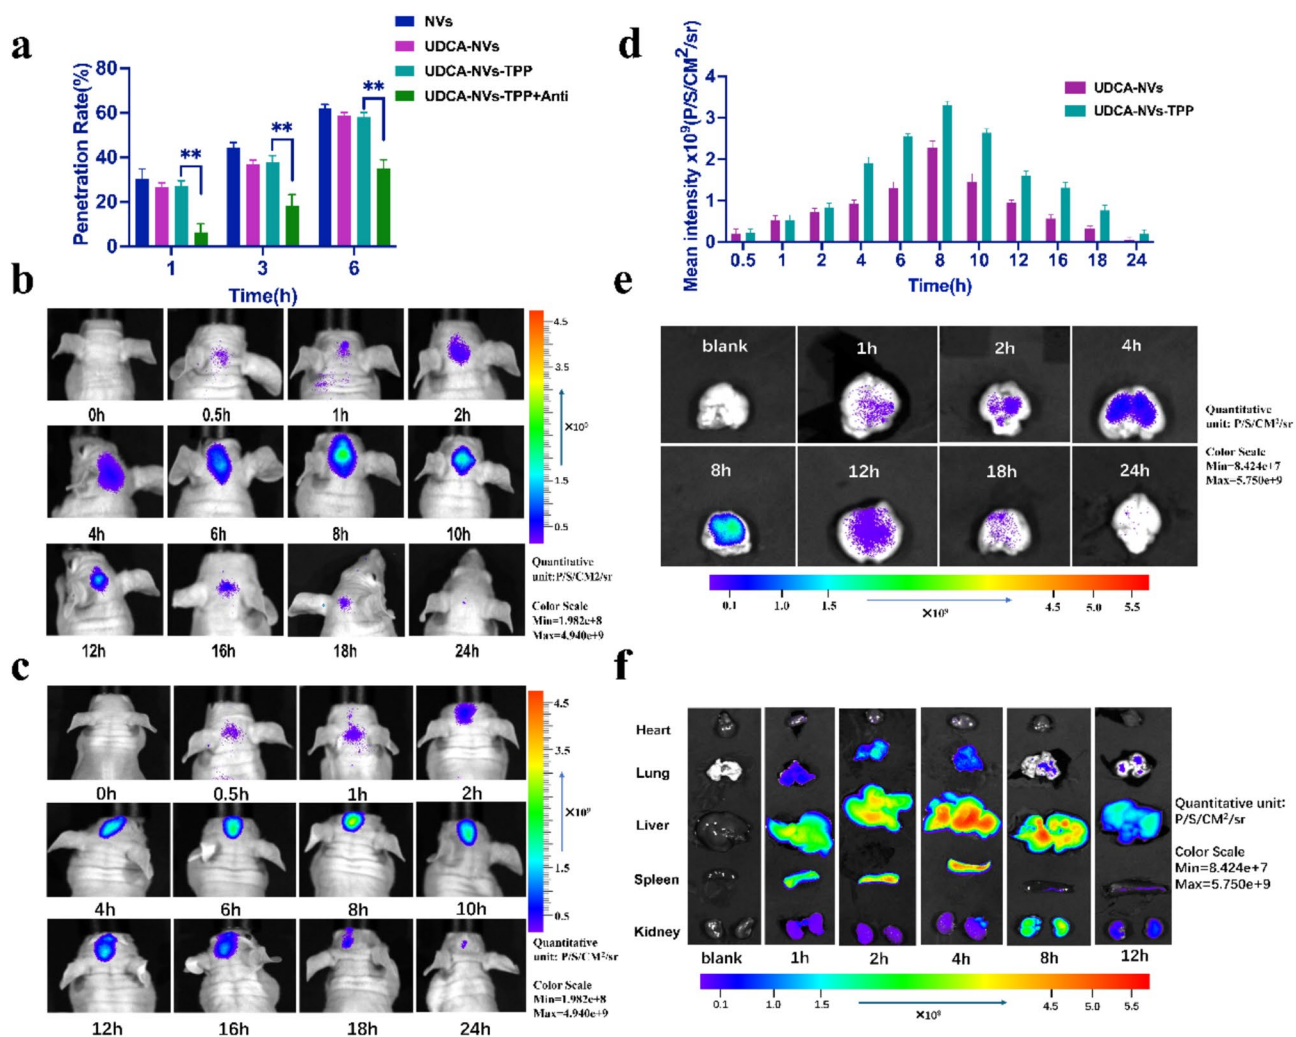 a
NVs
UDCA-NVs
UDCA-NVs-TPP
UDCA-NVs-TPP+Anti
Penetration Rate(%)
80
60
40
20
0
**
**
**
1
3
6
Time(h)
b
0h
0.5h
1h
2h
4h
6h
8h
10h
12h
16h
18h
24h
4.5
3.5
1.5
0.5
Quantitative
unit:P/S/CM2/sr
Color Scale
Min=1.982e+8
Max=4.940e+9
c
0h
0.5h
1h
2h
4h
6h
8h
10h
12h
16h
18h
24h
4.5
3.5
×10⁹
1.5
0.5
Quantitative
unit: P/S/CM²/sr
Color Scale
Min=1.982e+8
Max=4.940e+9
d
Mean intensity x10⁹(P/S/CM²/sr)
4
3
2
1
0
UDCA-NVs
UDCA-NVs-TPP
0.5
1
2
4
6
8
10
12
16
18
24
Time(h)
e
blank
1h
2h
4h
8h
12h
18h
24h
Quantitative
unit: P/S/CM²/sr
Color Scale
Min=8.424e+7
Max=5.750e+9
0.1
1.0
1.5
4.5
5.0
5.5
×10⁹
f
Heart
Lung
Liver
Spleen
Kidney
blank
1h
2h
4h
8h
12h
Quantitative unit:
P/S/CM²/sr
Color Scale
Min=8.424e+7
Max=5.750e+9
0.1
1.0
1.5
4.5
5.0
5.5
×10⁹